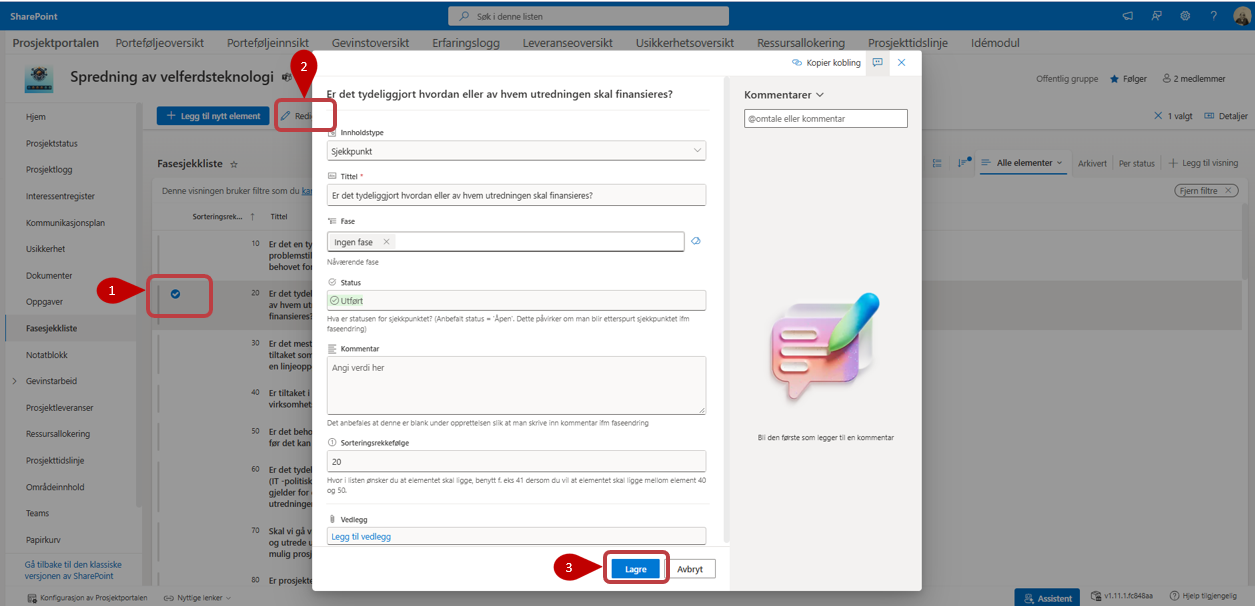 SharePoint
Søk i denne listen
Prosjektportalen Porteføljeoversikt Porteføljeinnsikt Gevinstoversikt Erfaringslogg Leveranseoversikt Usikkerhetsoversikt Ressursallokering Prosjekttidslinje Idémodul
Spredning av velferdsteknologi
Offentlig gruppe Følger 2 medlemmer
Hjem
Prosjektstatus
Prosjektlogg
Interessentregister
Kommunikasjonsplan
Usikkerhet
Dokumenter
Oppgaver
Fasesjekkliste
Notatblokk
Gevinstarbeid
Prosjektleveranser
Ressursallokering
Prosjekttidslinje
Områdeinnhold
Teams
Papirkurv
Gå tilbake til den klassiske
versjonen av SharePoint
Legg til nytt element
1 valgt Detaljer
Fasesjekkliste
Alle elementer Arkivert Per status Legg til visning
Denne visningen bruker filtre som du
Fjern filtre
Sorteringsrek... Tittel
10 Er det en
problemstil
behovet for
20 Er det tydel
av hvem
finansieres?
30 Er det mest
tiltaket som
en linjeopp
40 Er tiltaket i
virksomhet
50 Er det beho
før det kan
60 Er det tydel
(IT -politisk
gjelder for
utredninger
70 Skal vi gå v
og utrede
mulig prosj
80 Er prosjekte
1
2
3
Kopier kobling
Er det tydeliggjort hvordan eller av hvem utredningen skal finansieres?
Innholdstype
Sjekkpunkt
Tittel *
Er det tydeliggjort hvordan eller av hvem utredningen skal finansieres?
Fase
Ingen fase
Nåværende fase
Status
Utført
Hva er statusen for sjekkpunktet? (Anbefalt status = 'Åpen'. Dette påvirker om man blir etterspurt sjekkpunktet ifm
faseendring)
Kommentar
Angi verdi her
Det anbefales at denne er blank under opprettelsen slik at man skrive inn kommentar ifm faseendring
Sorteringsrekkefølge
20
Hvor i listen ønsker du at elementet skal ligge, benytt f. eks 41 dersom du vil at elementet skal ligge mellom element 40
og 50.
Vedlegg
Legg til vedlegg
Lagre Avbryt
Kommentarer
@omtale eller kommentar
Bli den første som legger til en kommentar
Konfigurasjon av Prosjektportalen Nyttige lenker
Assistent v1.11.1.fc848aa Hjelp tilgjengelig